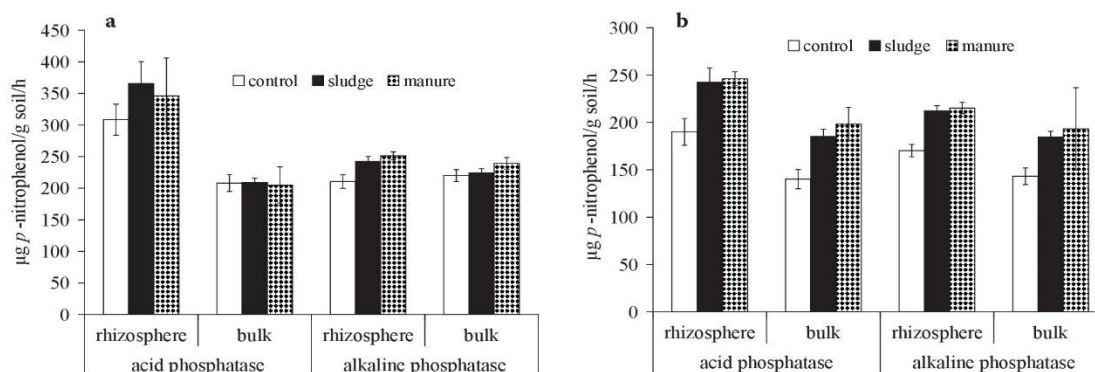 a
µg p-nitrophenol/g soil/h
450
400
350
300
250
200
150
100
50
0
control sludge manure
rhizosphere bulk rhizosphere bulk
acid phosphatase alkaline phosphatase
b
µg p-nitrophenol/g soil/h
300
250
200
150
100
50
0
control sludge manure
rhizosphere bulk rhizosphere bulk
acid phosphatase alkaline phosphatase